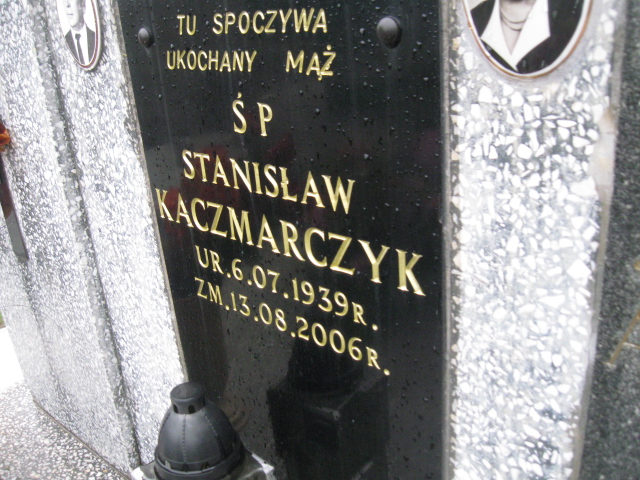 TU SPOCZYWA
UKOCHANY MĄŻ
ŚP
STANISŁAW
KACZMARCZYK
UR.6.07.1939R.
ZM.13.08.2006R.